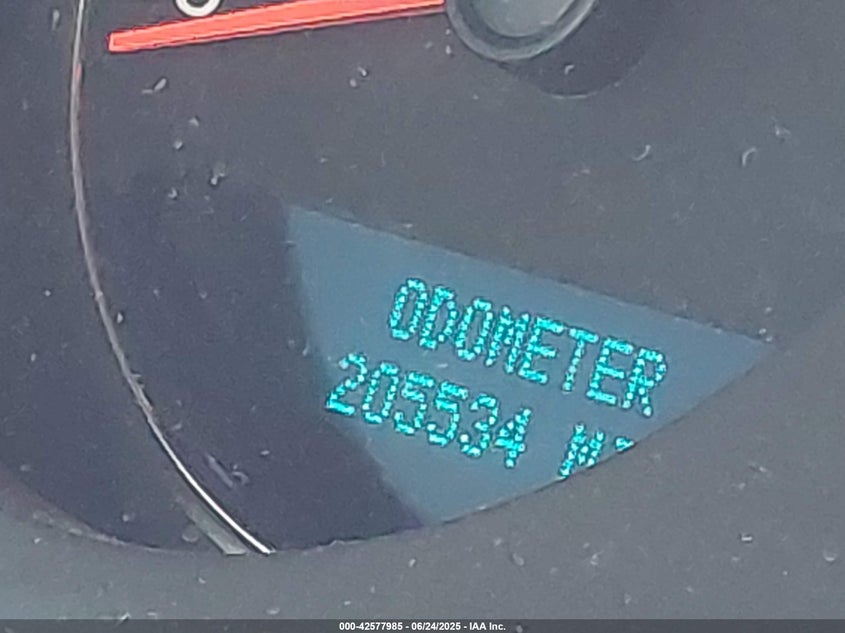 ODOMETER
205534
000-42577985 - 06/24/2025 - IAA Inc.